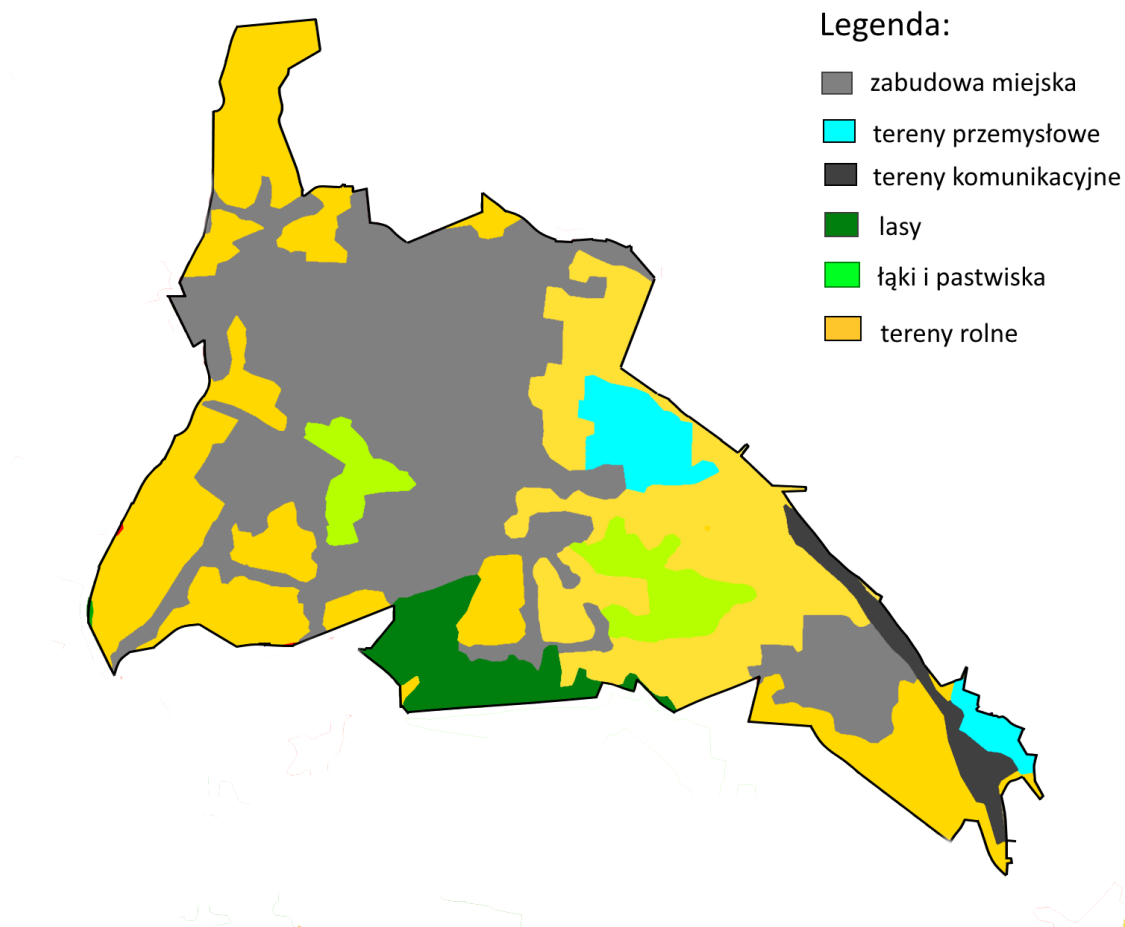 Legenda:
zabudowa miejska
tereny przemysłowe
tereny komunikacyjne
lasy
łąki i pastwiska
tereny rolne